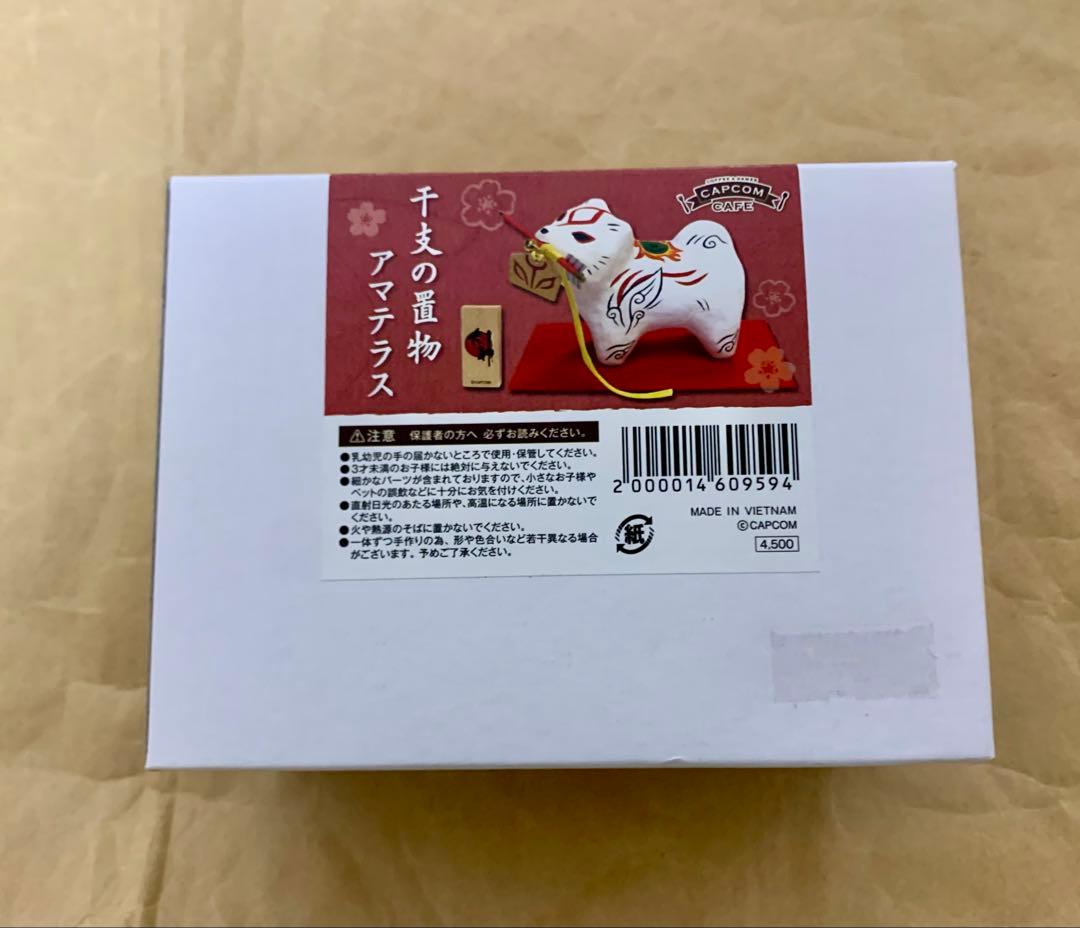 干支の置物
アマテラス
COFFEE & GAMES
CAPCOM
CAFE
©CAPCOM
⚠注意 保護者の方へ 必ずお読みください。
●乳幼児の手の届かないところで使用・保管してください。
●3才未満のお子様には絶対に与えないでください。
●細かなパーツが含まれておりますので、小さなお子様や
ペットの誤飲などに十分にお気を付けください。
●直射日光のあたる場所や、高温になる場所に置かないで
ください。
●火や熱源のそばに置かないでください。
●一体ずつ手作りの為、形や色合いなど若干異なる場合
がございます。予めご了承ください。
2 000014 609594
紙
MADE IN VIETNAM
©CAPCOM
4,500